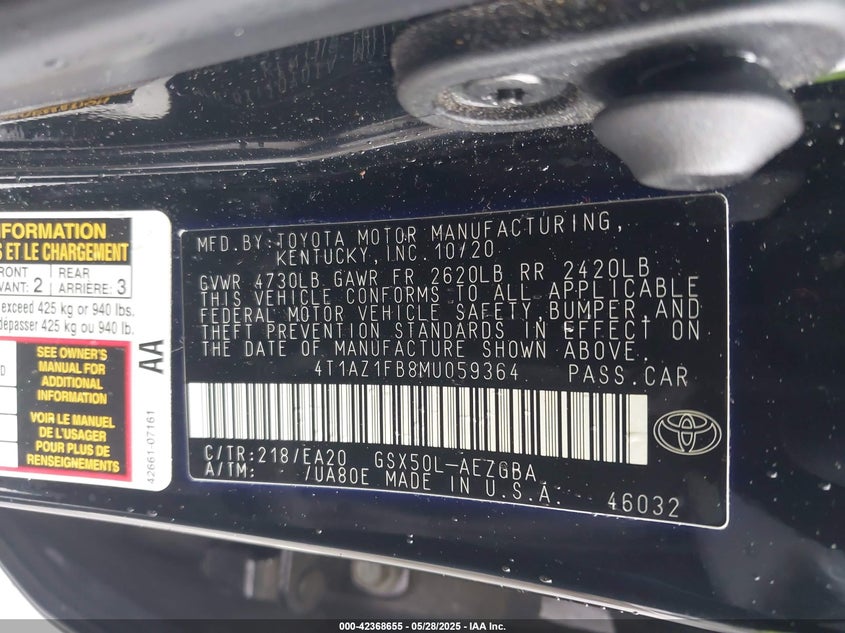 NFORMATION
S ET LE CHARGEMENT
FRONT
VANT: 2
REAR
ARRIÈRE: 3
exceed 425 kg or 940 lbs.
dépasser 425 kg ou 940 lb.
SEE OWNER'S
MANUAL FOR
ADDITIONAL
INFORMATION
VOIR LE MANUEL
DE L'USAGER
POUR PLUS DE
RENSEIGNEMENTS
AA
42661-07161
MFD.BY:TOYOTA MOTOR MANUFACTURING,
KENTUCKY, INC.10/20
GVWR 4730LB GAWR FR 2620LB RR 2420LB
THIS VEHICLE CONFORMS TO ALL APPLICABLE
FEDERAL MOTOR VEHICLE SAFETY,BUMPER,AND
THEFT PREVENTION STANDARDS IN EFFECT ON
THE DATE OF MANUFACTURE SHOWN ABOVE.
4T1AZ1FB8MU059364 PASS.CAR
C/TR:218/EA20 GSX50L-AEZGBA
A/TM: 7UA80E MADE IN U.S.A.
46032
000-42368655 — 05/28/2025 — IAA Inc.